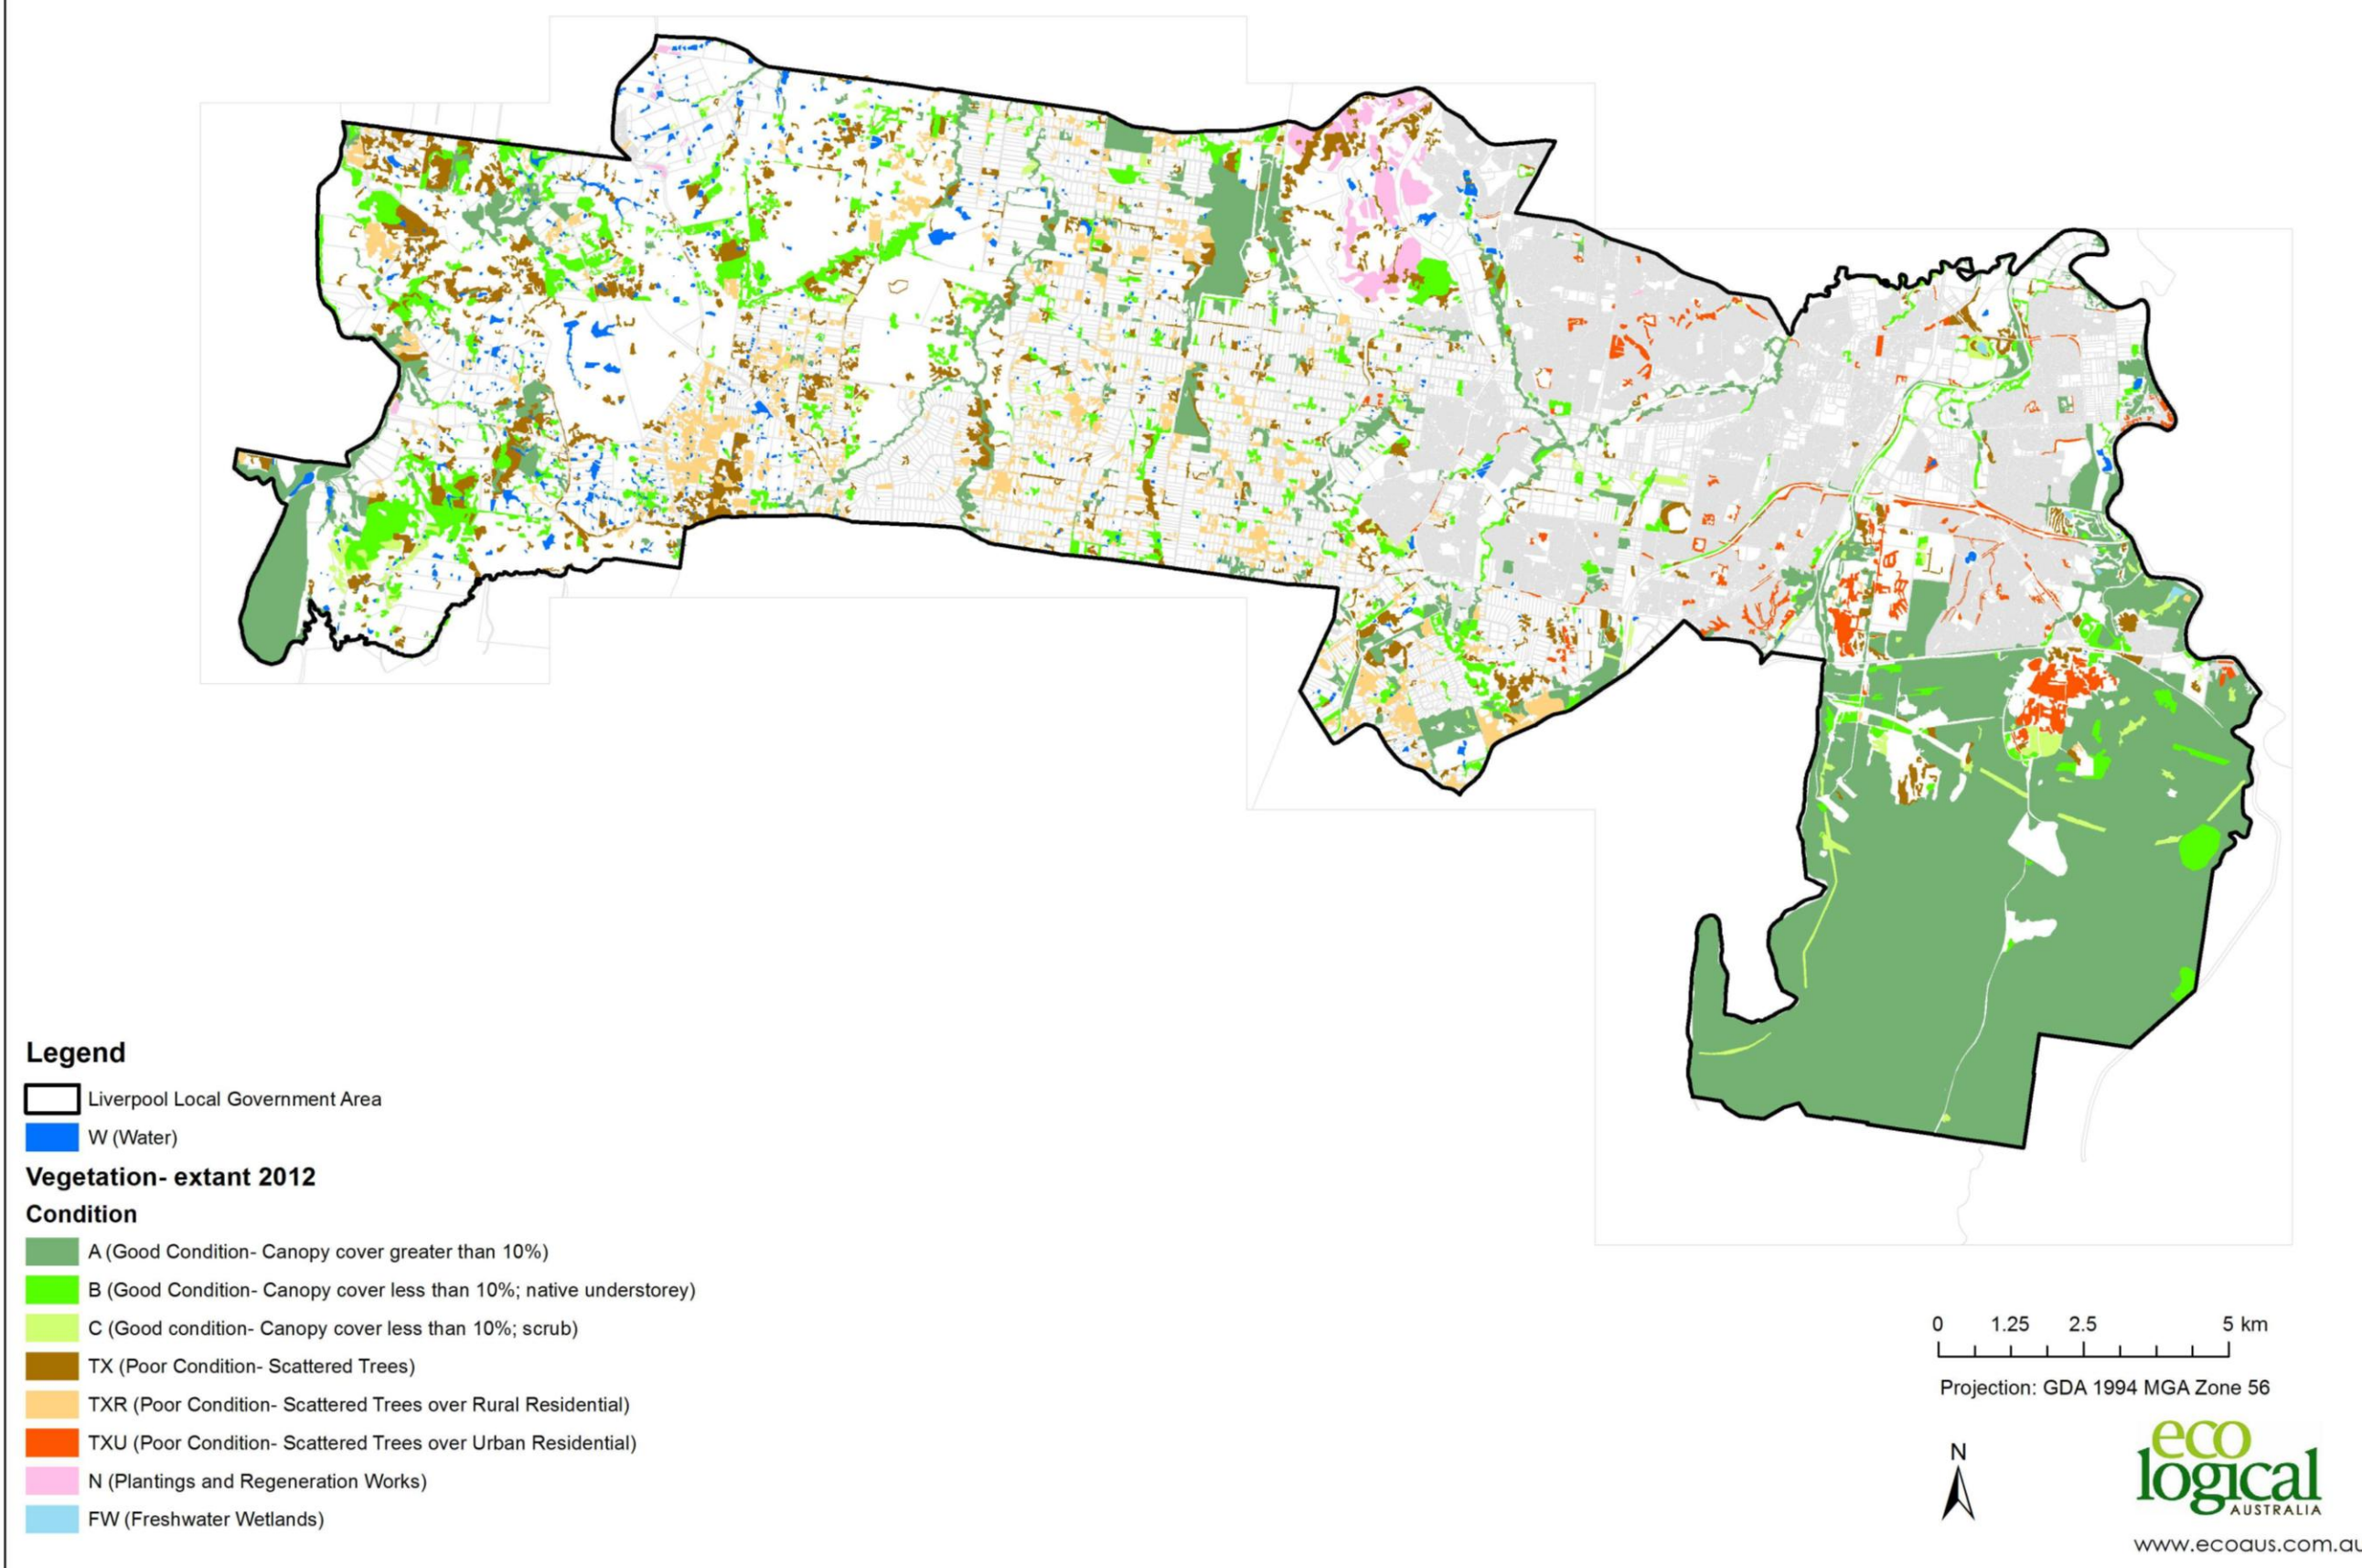 Legend
Liverpool Local Government Area
W (Water)
Vegetation- extant 2012
Condition
A (Good Condition- Canopy cover greater than 10%)
B (Good Condition- Canopy cover less than 10%; native understorey)
C (Good condition- Canopy cover less than 10%; scrub)
TX (Poor Condition- Scattered Trees)
TXR (Poor Condition- Scattered Trees over Rural Residential)
TXU (Poor Condition- Scattered Trees over Urban Residential)
N (Plantings and Regeneration Works)
FW (Freshwater Wetlands)
0 1.25 2.5 5 km
Projection: GDA 1994 MGA Zone 56
N
eco
logical
AUSTRALIA
www.ecoaus.com.au